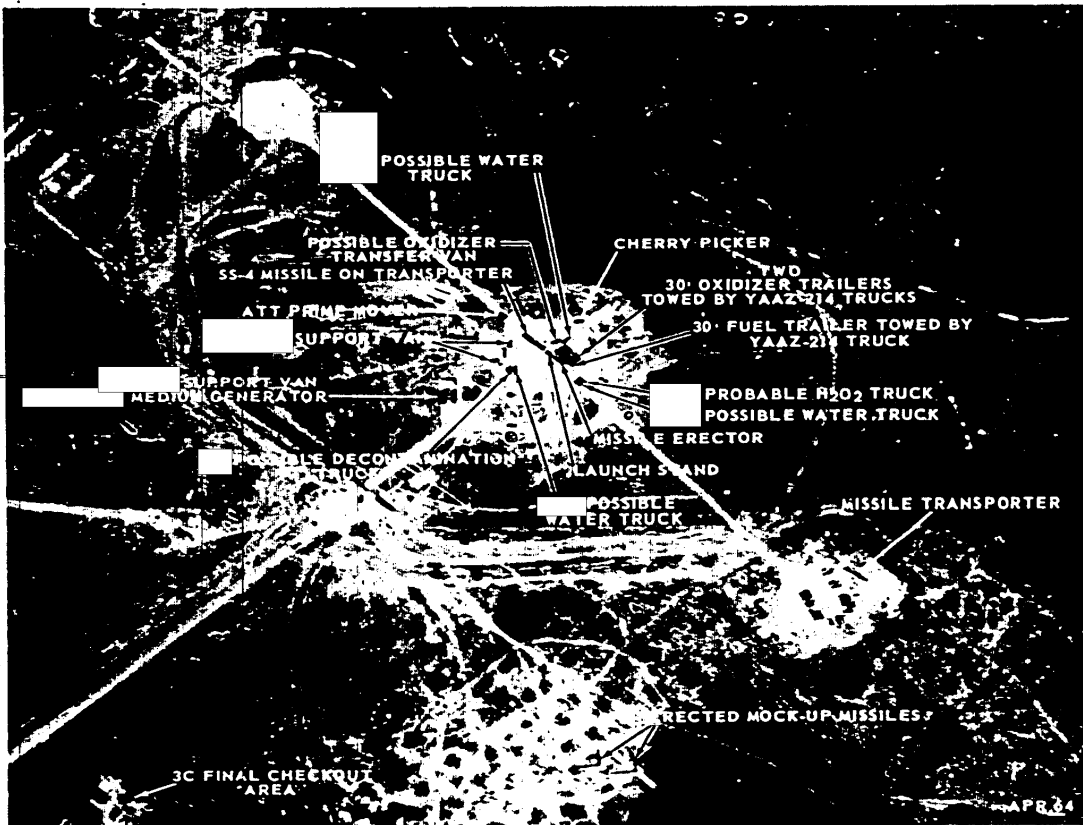 POSSIBLE WATER
TRUCK
POSSIBLE OXIDIZER
TRANSFER VAN
CHERRY PICKER
SS-4 MISSILE ON TRANSPORTER
TWO
30' OXIDIZER TRAILERS
TOWED BY YAAZ-214 TRUCKS
ATT PRIME MOVER
30' FUEL TRAILER TOWED BY
YAAZ-214 TRUCK
SUPPORT VAN
SUPPORT VAN
MEDIUM GENERATOR
PROBABLE H2O2 TRUCK
POSSIBLE WATER TRUCK
MISSILE ERECTOR
POSSIBLE DECONTAMINATION
TRUCK
LAUNCH STAND
POSSIBLE
WATER TRUCK
MISSILE TRANSPORTER
ERECTED MOCK-UP MISSILES
3C FINAL CHECKOUT
AREA
APR 64